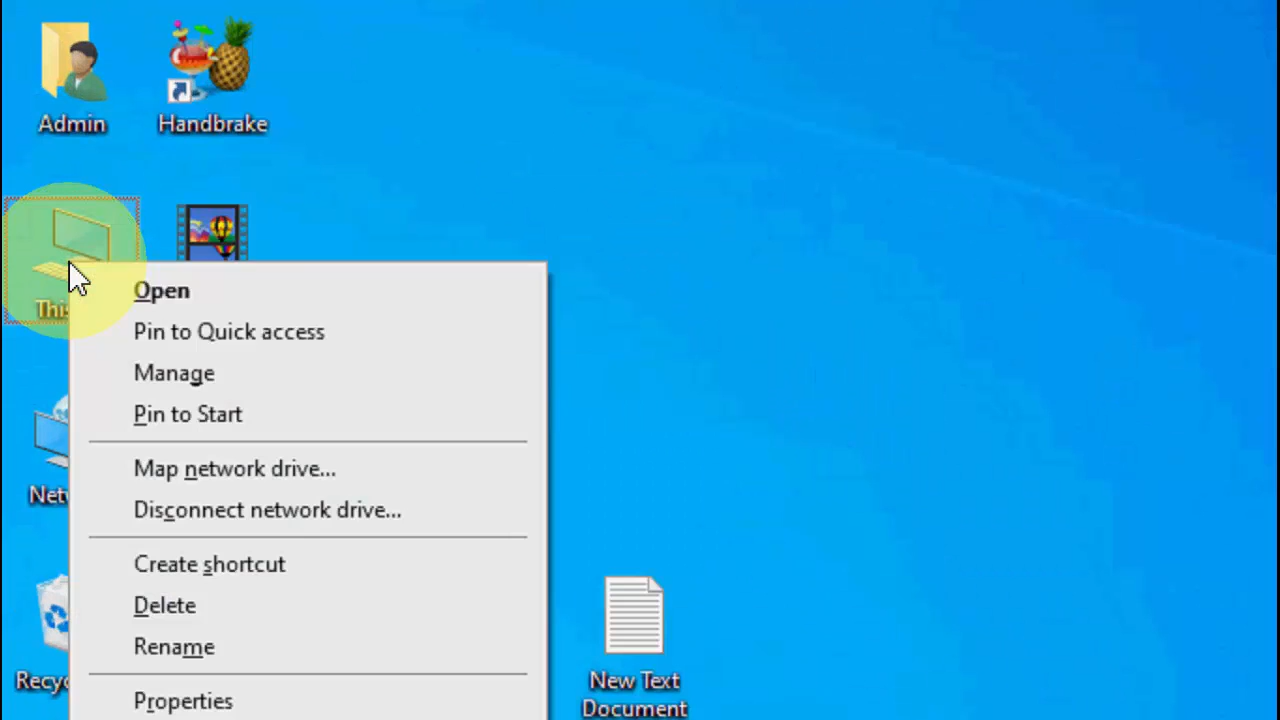 Admin
Handbrake
This
Open
Pin to Quick access
Manage
Pin to Start
Map network drive...
Disconnect network drive...
Create shortcut
Delete
Rename
Properties
New Text
Document